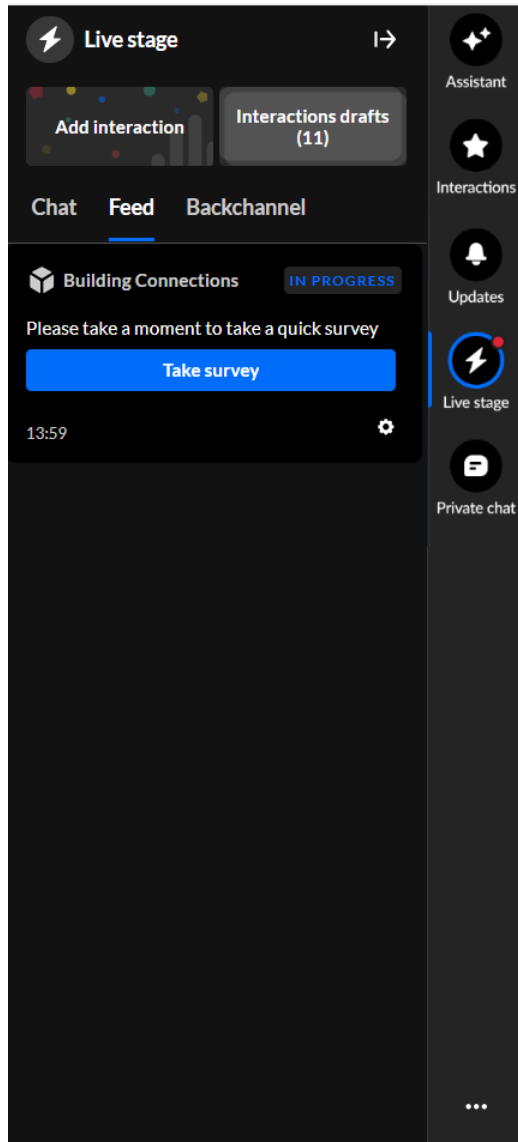 Live stage
Add interaction
Interactions drafts
(11)
Chat
Feed
Backchannel
Building Connections
IN PROGRESS
Please take a moment to take a quick survey
Take survey
13:59
Assistant
Interactions
Updates
Live stage
Private chat